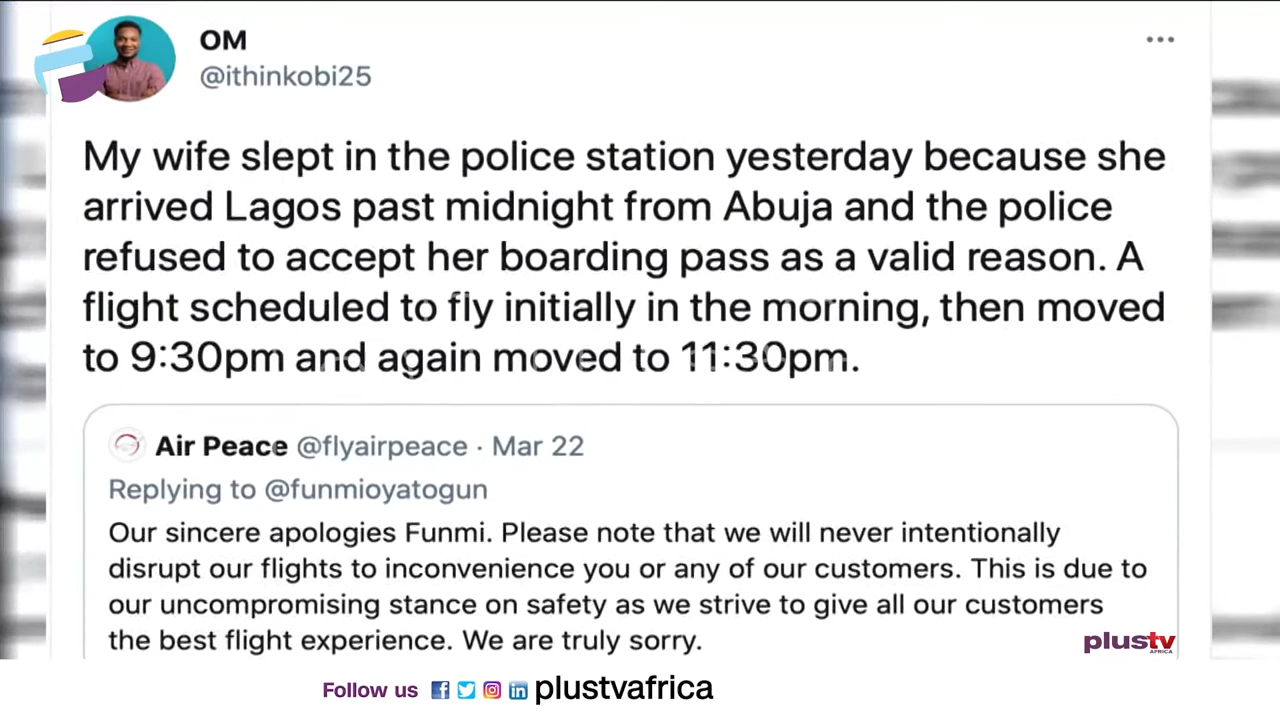 OM
@ithinkobi25
My wife slept in the police station yesterday because she
arrived Lagos past midnight from Abuja and the police
refused to accept her boarding pass as a valid reason. A
flight scheduled to fly initially in the morning, then moved
to 9:30pm and again moved to 11:30pm.
Air Peace @flyairpeace · Mar 22
Replying to @funmioyatogun
Our sincere apologies Funmi. Please note that we will never intentionally
disrupt our flights to inconvenience you or any of our customers. This is due to
our uncompromising stance on safety as we strive to give all our customers
the best flight experience. We are truly sorry.
plustv
AFRICA
Follow us plustvafrica